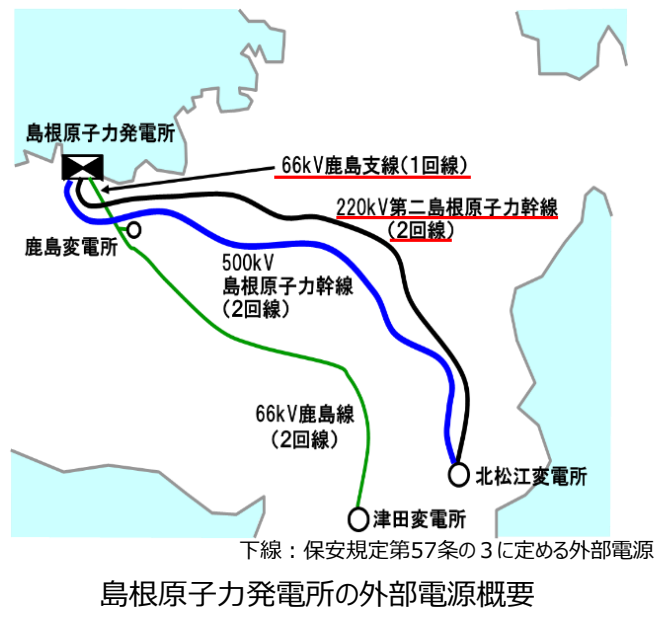 島根原子力発電所
66kV鹿島支線(1回線)
220kV第二島根原子力幹線
(2回線)
鹿島変電所
500kV
島根原子力幹線
(2回線)
66kV鹿島線
(2回線)
北松江変電所
津田変電所
下線：保安規定第57条の３に定める外部電源
島根原子力発電所の外部電源概要